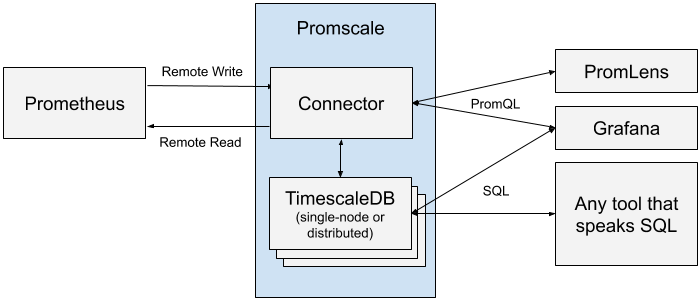 Promscale
Prometheus
Remote Write
Remote Read
Connector
TimescaleDB
(single-node or
distributed)
PromQL
SQL
PromLens
Grafana
Any tool that
speaks SQL